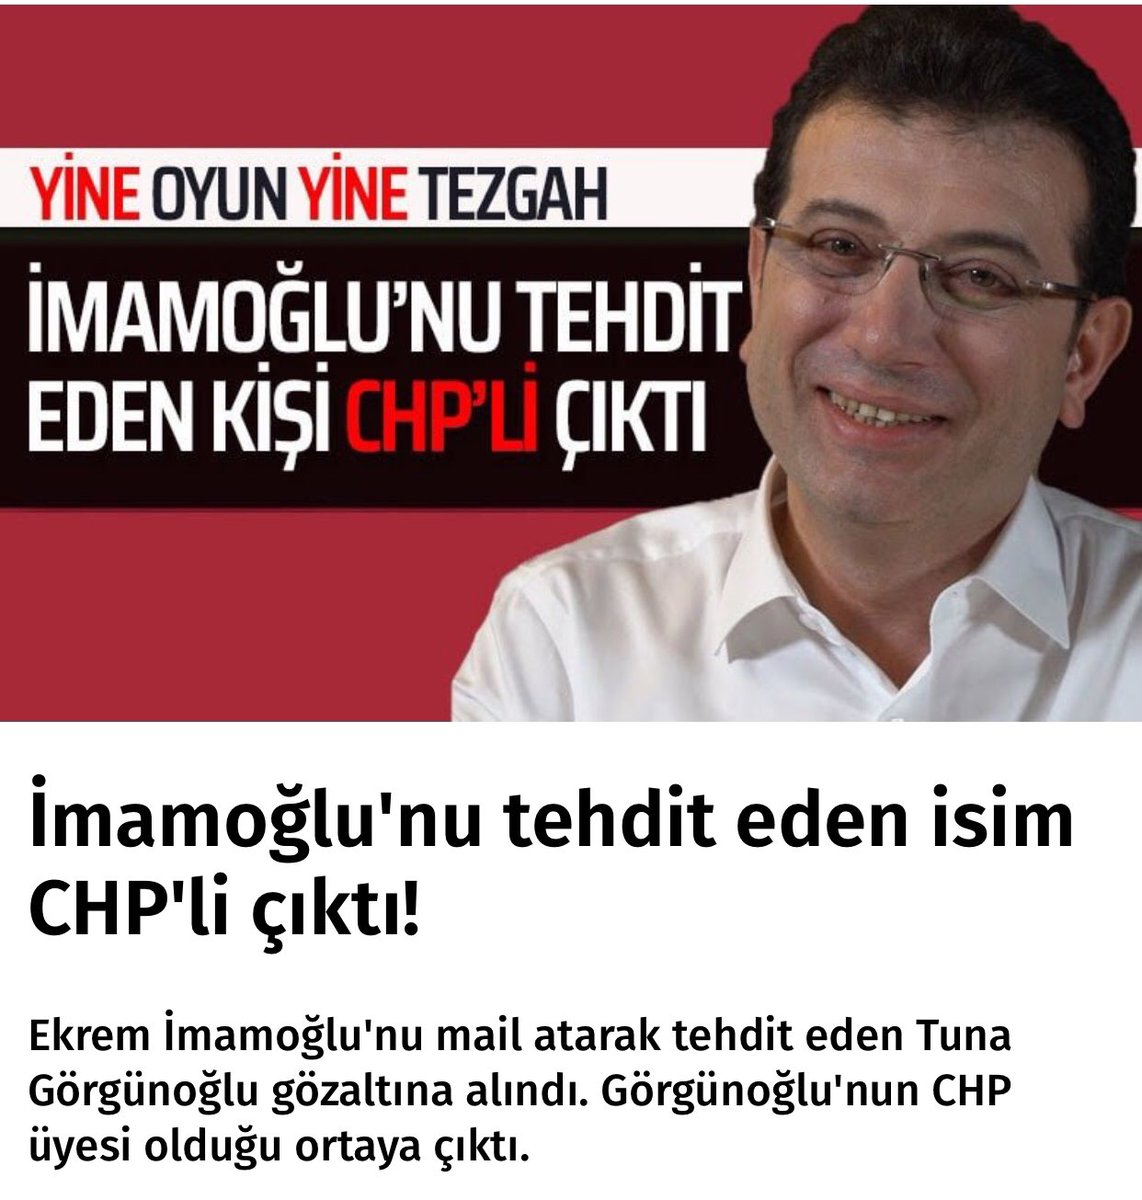 YİNE OYUN YİNE TEZGAH
İMAMOĞLU’NU TEHDİT
EDEN KİŞİ CHP’Lİ ÇIKTI
İmamoğlu'nu tehdit eden isim
CHP'li çıktı!
Ekrem İmamoğlu'nu mail atarak tehdit eden Tuna
Görgünoğlu gözaltına alındı. Görgünoğlu'nun CHP
üyesi olduğu ortaya çıktı.